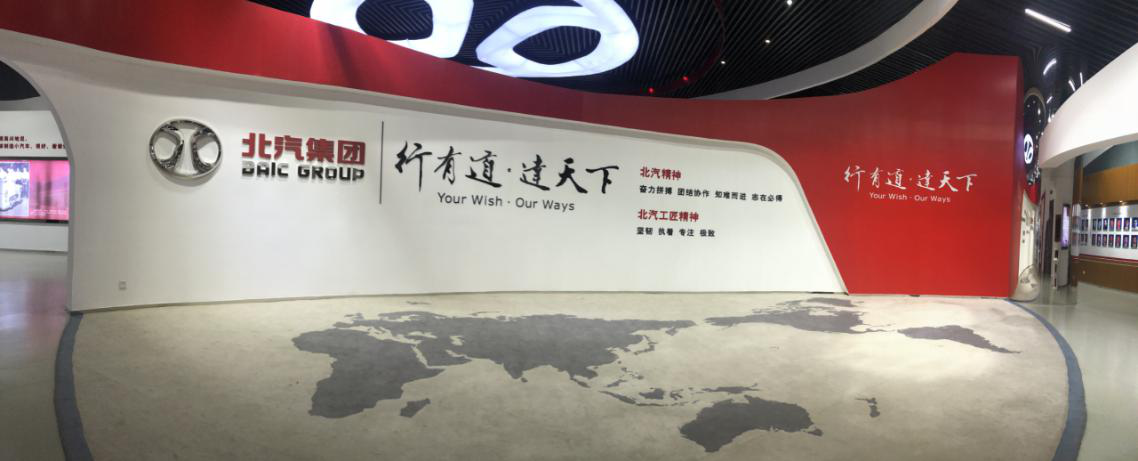 北汽集团
BAIC GROUP
行有道·达天下
Your Wish · Our Ways
北汽精神
奋力拼搏 团结协作 知难而进 志在必得
北汽工匠精神
坚韧 执着 专注 极致
行有道·达天下
Your Wish · Our Ways